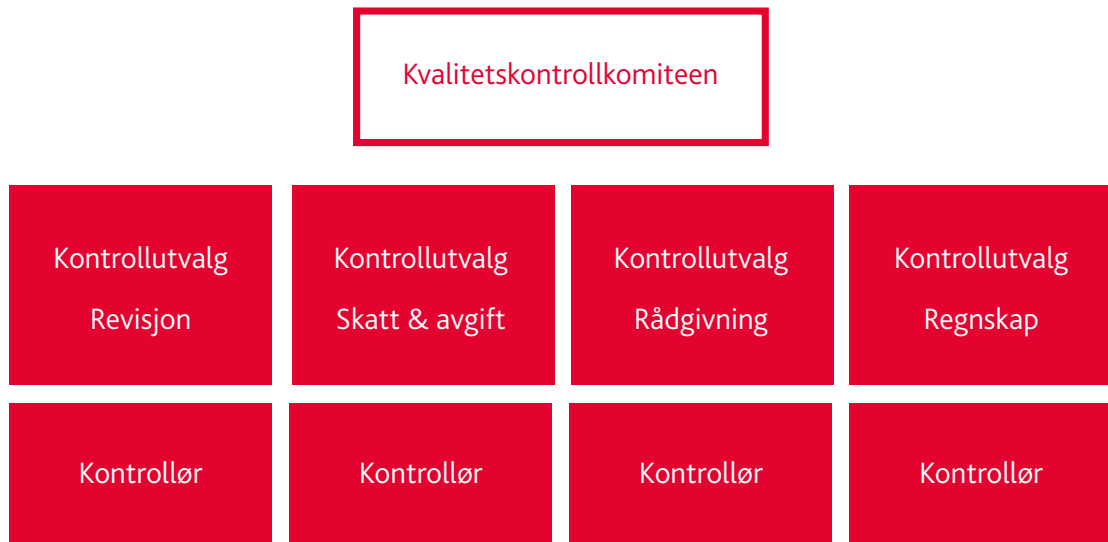 Kvalitetskontrollkomiteen
Kontrollutvalg
Revisjon
Kontrollutvalg
Skatt & avgift
Kontrollutvalg
Rådgivning
Kontrollutvalg
Regnskap
Kontrollør
Kontrollør
Kontrollør
Kontrollør